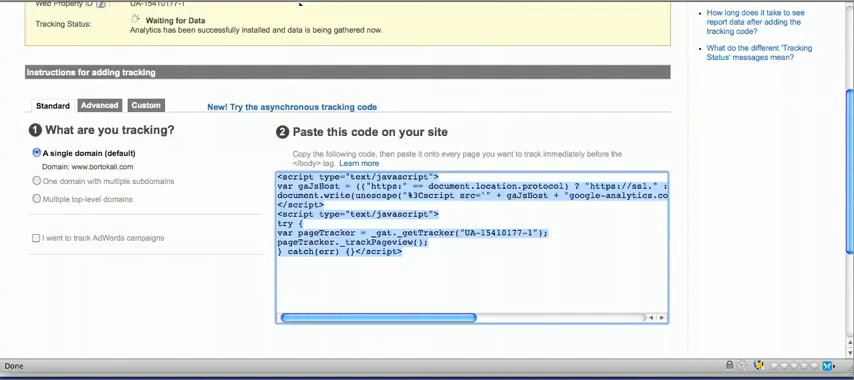 Web Property ID
UA-15410177-1
Tracking Status:
Waiting for Data
Analytics has been successfully installed and data is being gathered now.
How long does it take to see
report data after adding the
tracking code?
What do the different 'Tracking
Status' messages mean?
Instructions for adding tracking
Standard Advanced Custom New! Try the asynchronous tracking code
1 What are you tracking?
A single domain (default)
Domain: www.bortokali.com
One domain with multiple subdomains
Multiple top-level domains
I want to track AdWords campaigns
2 Paste this code on your site
Copy the following code, then paste it onto every page you want to track immediately before the
</body> tag. Learn more
<script type="text/javascript">
var gaJsHost = (("https:" == document.location.protocol) ? "https://ssl." :
document.write(unescape("%3Cscript src='" + gaJsHost + "google-analytics.co
</script>
<script type="text/javascript">
try {
var pageTracker = _gat._getTracker("UA-15410177-1");
pageTracker._trackPageview();
} catch(err) {}</script>
Done